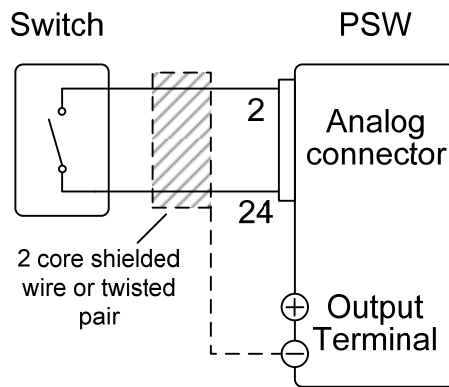 Switch
PSW
2
Analog
connector
24
2 core shielded
wire or twisted
pair
+
Output
Terminal
−